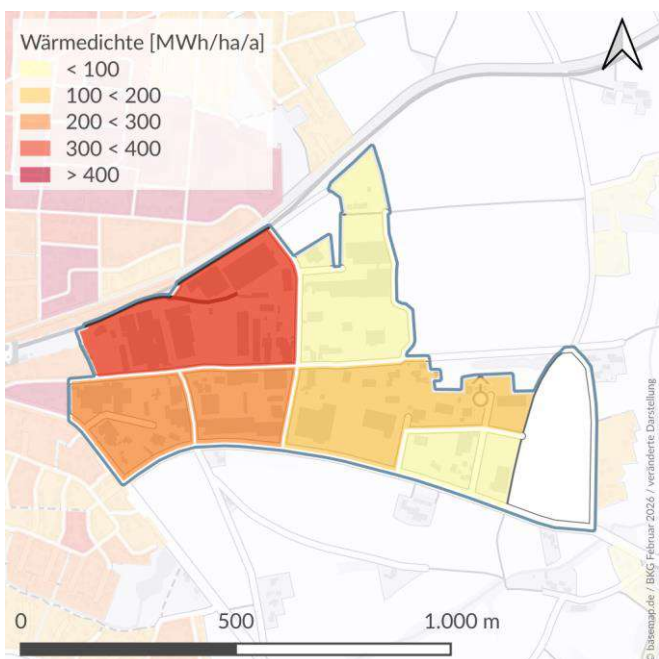 Wärmedichte [MWh/ha/a]
< 100
100 < 200
200 < 300
300 < 400
> 400
© basemap.de / BKG Februar 2026 / veränderte Darstellung
0 500 1.000 m